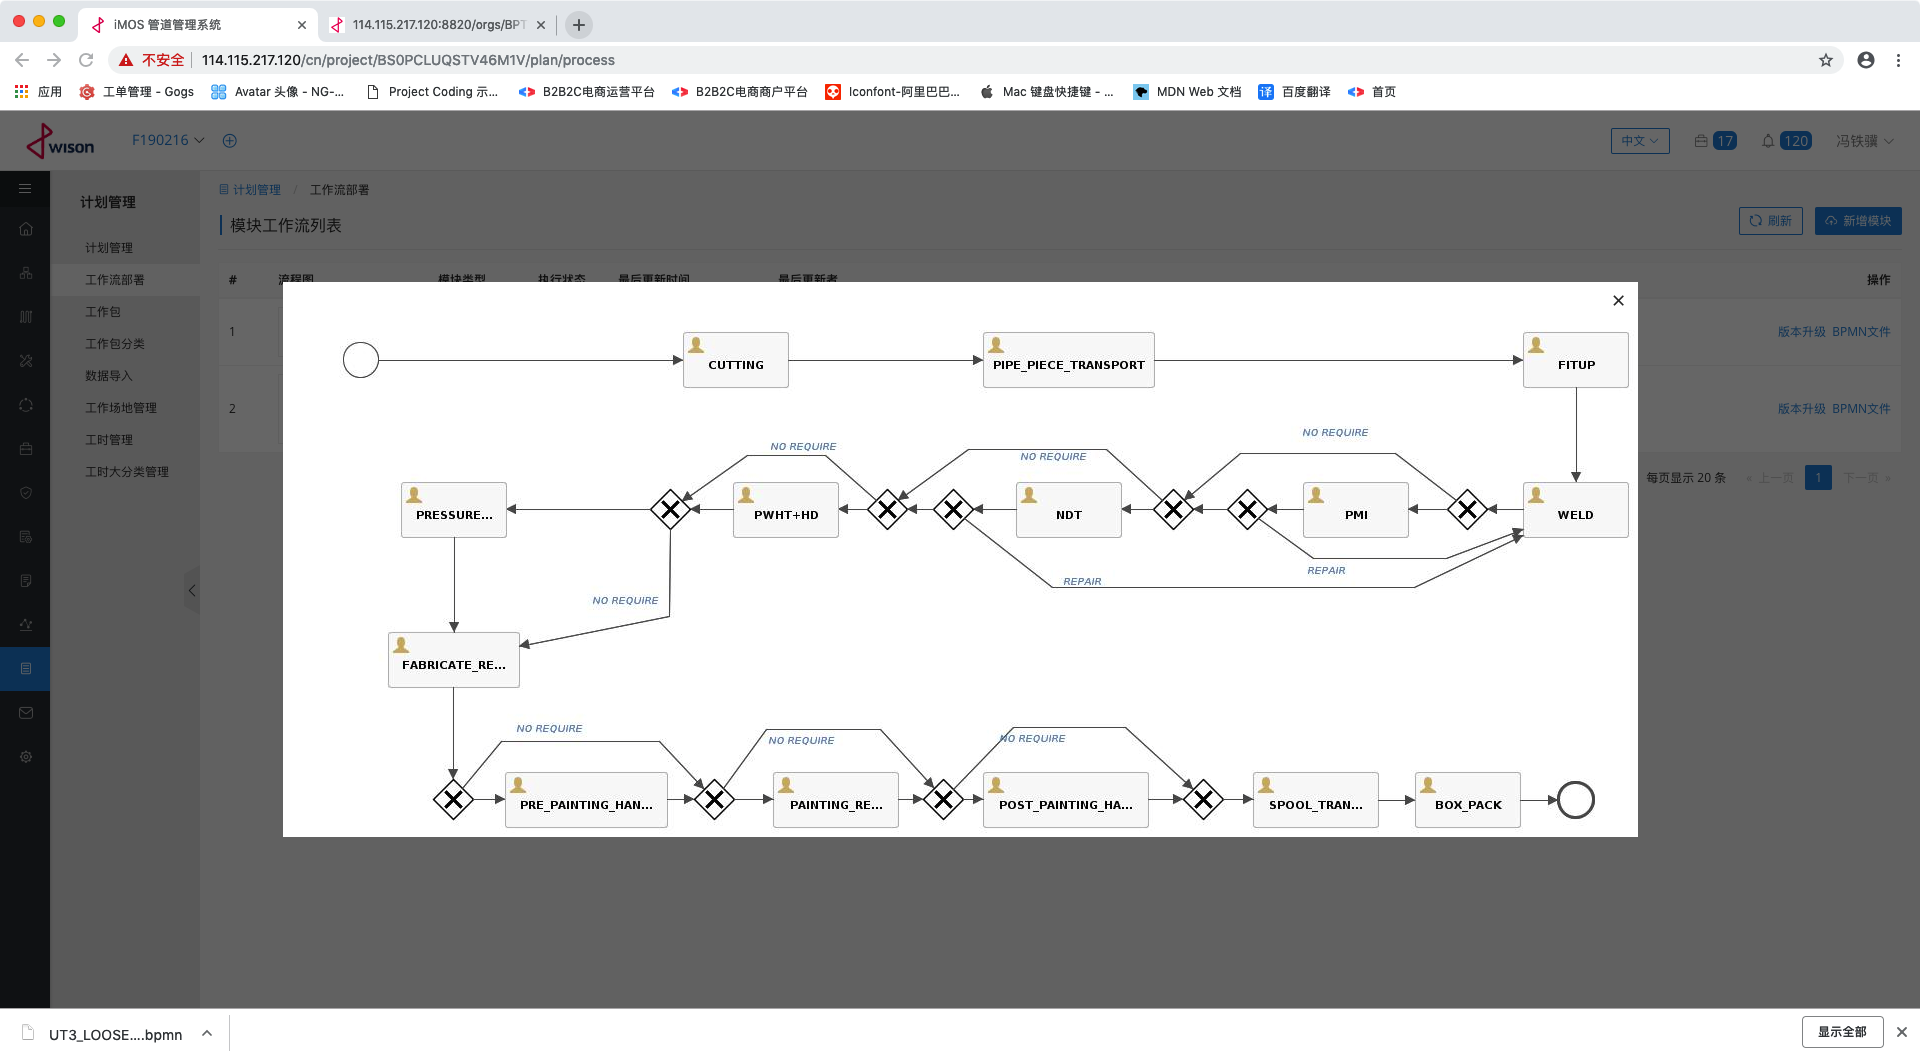 iMOS 管道管理系统
114.115.217.120:8820/orgs/BPT
不安全 114.115.217.120/cn/project/BS0PCLUQSTV46M1V/plan/process
应用 工单管理 - Gogs Avatar 头像 - NG-... Project Coding 示... B2B2C电商运营平台 B2B2C电商商户平台 Iconfont-阿里巴巴... Mac 键盘快捷键 - ... MDN Web 文档 译 百度翻译 首页
wison F190216 中文 17 120 冯铁骥
计划管理
计划管理
工作流部署
工作包
工作包分类
数据导入
工作场地管理
工时管理
工时大分类管理
计划管理 / 工作流部署
模块工作流列表
刷新 新增模块
# 流程图 模块类型 执行状态 最后更新时间 最后更新者 操作
1 版本升级 BPMN文件
2 版本升级 BPMN文件
每页显示 20 条 « 上一页 1 下一页 »
CUTTING PIPE_PIECE_TRANSPORT FITUP
NO REQUIRE NO REQUIRE NO REQUIRE
PRESSURE... PWHT+HD NDT PMI WELD
REPAIR REPAIR
NO REQUIRE
FABRICATE_RE...
NO REQUIRE NO REQUIRE NO REQUIRE
PRE_PAINTING_HAN... PAINTING_RE... POST_PAINTING_HA... SPOOL_TRAN... BOX_PACK
UT3_LOOSE....bpmn 显示全部